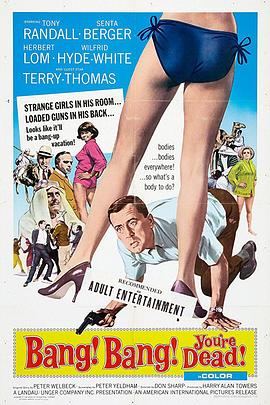 STARRING
TONY SENTA
RANDALL · BERGER
HERBERT WILFRID
LOM · HYDE-WHITE
AND GUEST STAR
TERRY-THOMAS
STRANGE GIRLS IN HIS ROOM...
LOADED GUNS IN HIS BACK...
Looks like it'll
be a bang-up
vacation!
bodies
...bodies
everywhere!
...so what's a
body to do?
RECOMMENDED
ADULT ENTERTAINMENT
Bang! Bang! you're Dead!
IN COLOR
PETER WELBECK · PETER YELDHAM · Directed by DON SHARP · HARRY ALAN TOWERS
A LANDAU/UNGER COMPANY INC. PRESENTATION · AN AMERICAN INTERNATIONAL PICTURES RELEASE